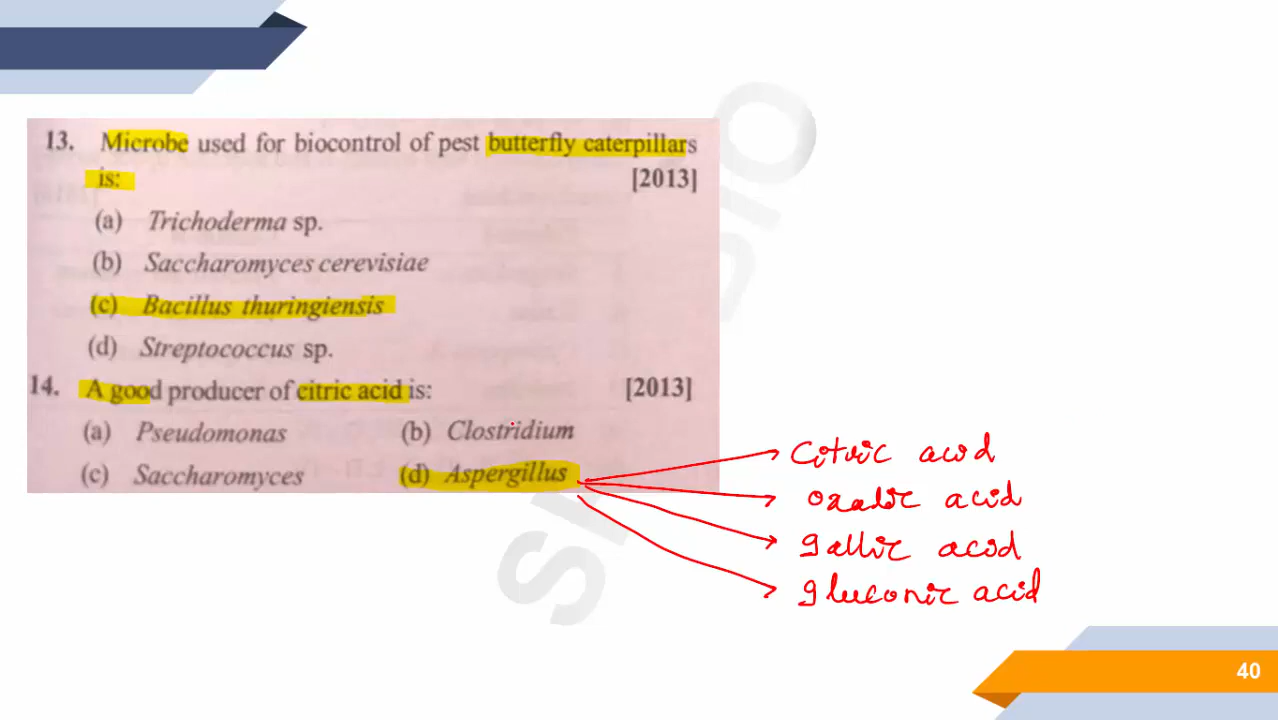 13. Microbe used for biocontrol of pest butterfly caterpillars
is: [2013]
(a) Trichoderma sp.
(b) Saccharomyces cerevisiae
(c) Bacillus thuringiensis
(d) Streptococcus sp.
14. A good producer of citric acid is: [2013]
(a) Pseudomonas (b) Clostridium
(c) Saccharomyces (d) Aspergillus
Citric acid
oxalic acid
gallic acid
gluconic acid
40